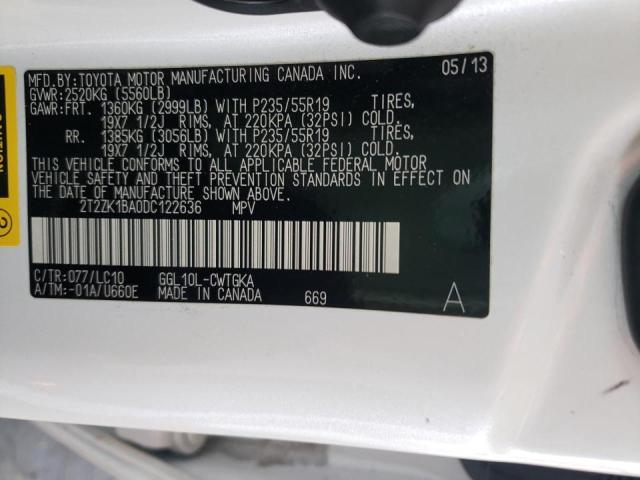 MFD.BY:TOYOTA MOTOR MANUFACTURING CANADA INC. 05/13
GVWR:2520KG (5560LB)
GAWR:FRT. 1360KG (2999LB) WITH P235/55R19 TIRES,
19X7 1/2J RIMS, AT 220KPA (32PSI) COLD.
RR. 1385KG (3056LB) WITH P235/55R19 TIRES,
19X7 1/2J RIMS, AT 220KPA (32PSI) COLD.
THIS VEHICLE CONFORMS TO ALL APPLICABLE FEDERAL MOTOR
VEHICLE SAFETY AND THEFT PREVENTION STANDARDS IN EFFECT ON
THE DATE OF MANUFACTURE SHOWN ABOVE.
2T2ZK1BA0DC122636 MPV
C/TR:077/LC10 GGL10L-CWTGKA
A/TM:-01A/U660E MADE IN CANADA 669
A
CAUTION
2